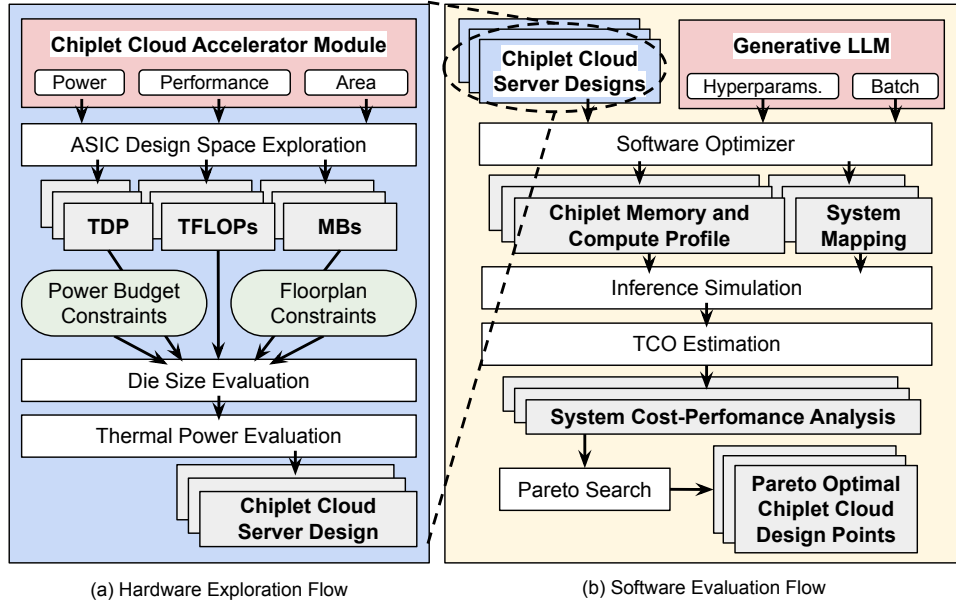 Chiplet Cloud Accelerator Module
Power
Performance
Area
ASIC Design Space Exploration
TDP
TFLOPs
MBs
Power Budget
Constraints
Floorplan
Constraints
Die Size Evaluation
Thermal Power Evaluation
Chiplet Cloud
Server Design
(a) Hardware Exploration Flow
Chiplet Cloud
Server Designs
Generative LLM
Hyperparams.
Batch
Software Optimizer
Chiplet Memory and
Compute Profile
System
Mapping
Inference Simulation
TCO Estimation
System Cost-Perfomance Analysis
Pareto Search
Pareto Optimal
Chiplet Cloud
Design Points
(b) Software Evaluation Flow